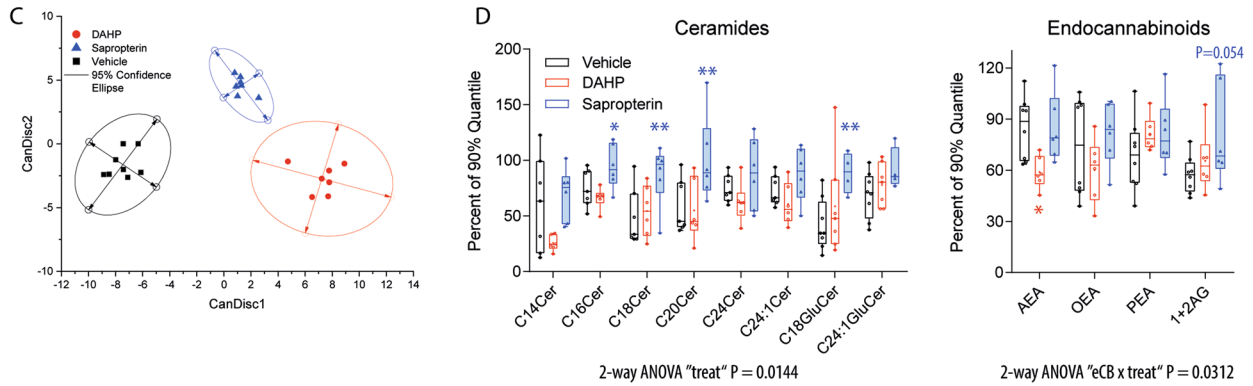 C
10
5
0
-5
-10
CanDisc2
DAHP
Sapropterin
Vehicle
95% Confidence
Ellipse
-12 -10 -8 -6 -4 -2 0 2 4 6 8 10 12 14
CanDisc1
D
Ceramides
200
150
100
50
0
Percent of 90% Quantile
Vehicle
DAHP
Sapropterin
*
**
**
**
C14Cer
C16Cer
C18Cer
C20Cer
C24Cer
C24:1Cer
C18GluCer
C24:1GluCer
2-way ANOVA "treat“ P = 0.0144
Endocannabinoids
120
90
60
30
0
Percent of 90% Quantile
P=0.054
*
AEA
OEA
PEA
1+2AG
2-way ANOVA "eCB x treat“ P = 0.0312